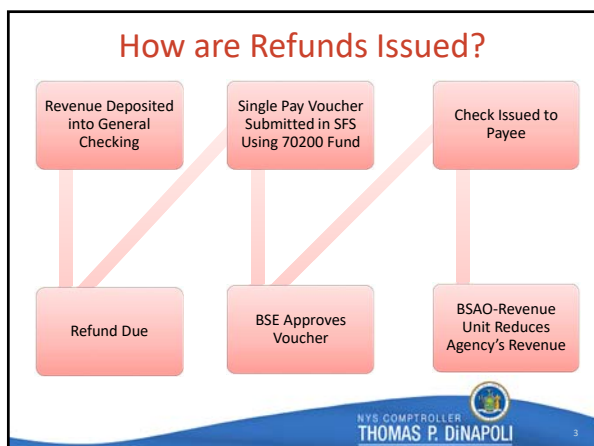 How are Refunds Issued?
Revenue Deposited
into General
Checking
Refund Due
Single Pay Voucher
Submitted in SFS
Using 70200 Fund
BSE Approves
Voucher
Check Issued to
Payee
BSAO-Revenue
Unit Reduces
Agency's Revenue
NYS COMPTROLLER
THOMAS P. DiNAPOLI
3